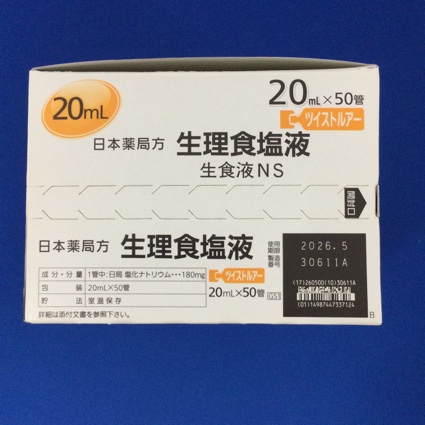 20mL
20mL×50管
ツイストルアー
日本薬局方 生理食塩液
生食液NS
開封口
日本薬局方 生理食塩液
使用期限 2026.5
製造番号 30611A
成分・分量 1管中:日局 塩化ナトリウム・・・180mg
包装 20mL×50管
貯法 室温保存
詳細は添付文書を参照下さい。
ツイストルアー
20mL×50管
GS1
(17)260500(10)30611A
(01)14987447337124
B